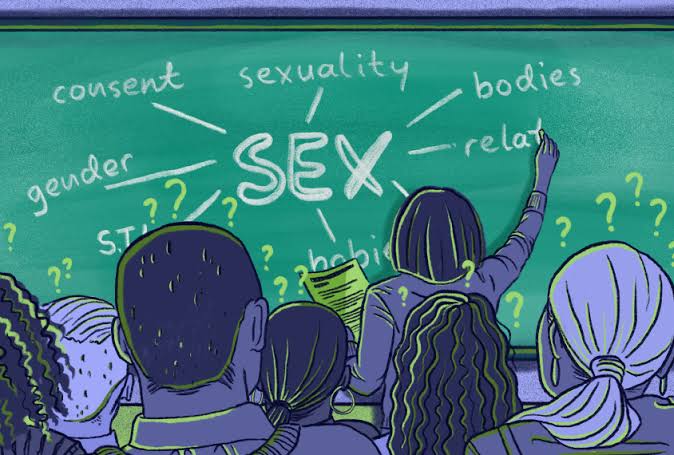 consent
sexuality
bodies
SEX
relat
gender
S.T.